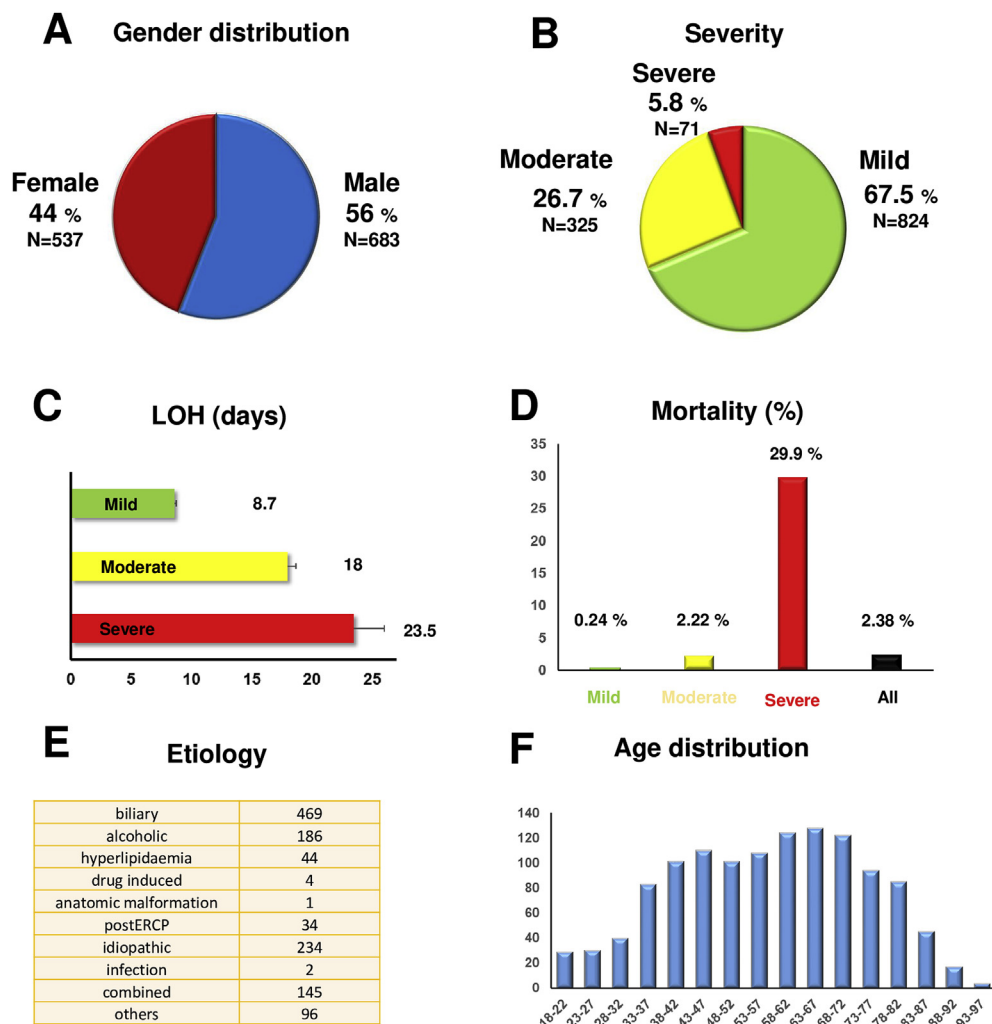 A Gender distribution
Female
44 %
N=537
Male
56 %
N=683
B Severity
Severe
5.8 %
N=71
Moderate
26.7 %
N=325
Mild
67.5 %
N=824
C LOH (days)
Mild 8.7
Moderate 18
Severe 23.5
0 5 10 15 20 25
D Mortality (%)
35
30
25
20
15
10
5
0
0.24 %
2.22 %
29.9 %
2.38 %
Mild Moderate Severe All
E Etiology
biliary 469
alcoholic 186
hyperlipidaemia 44
drug induced 4
anatomic malformation 1
postERCP 34
idiopathic 234
infection 2
combined 145
others 96
F Age distribution
140
120
100
80
60
40
20
0
18-22 23-27 28-32 33-37 38-42 43-47 48-52 53-57 58-62 63-67 68-72 73-77 78-82 83-87 88-92 93-97